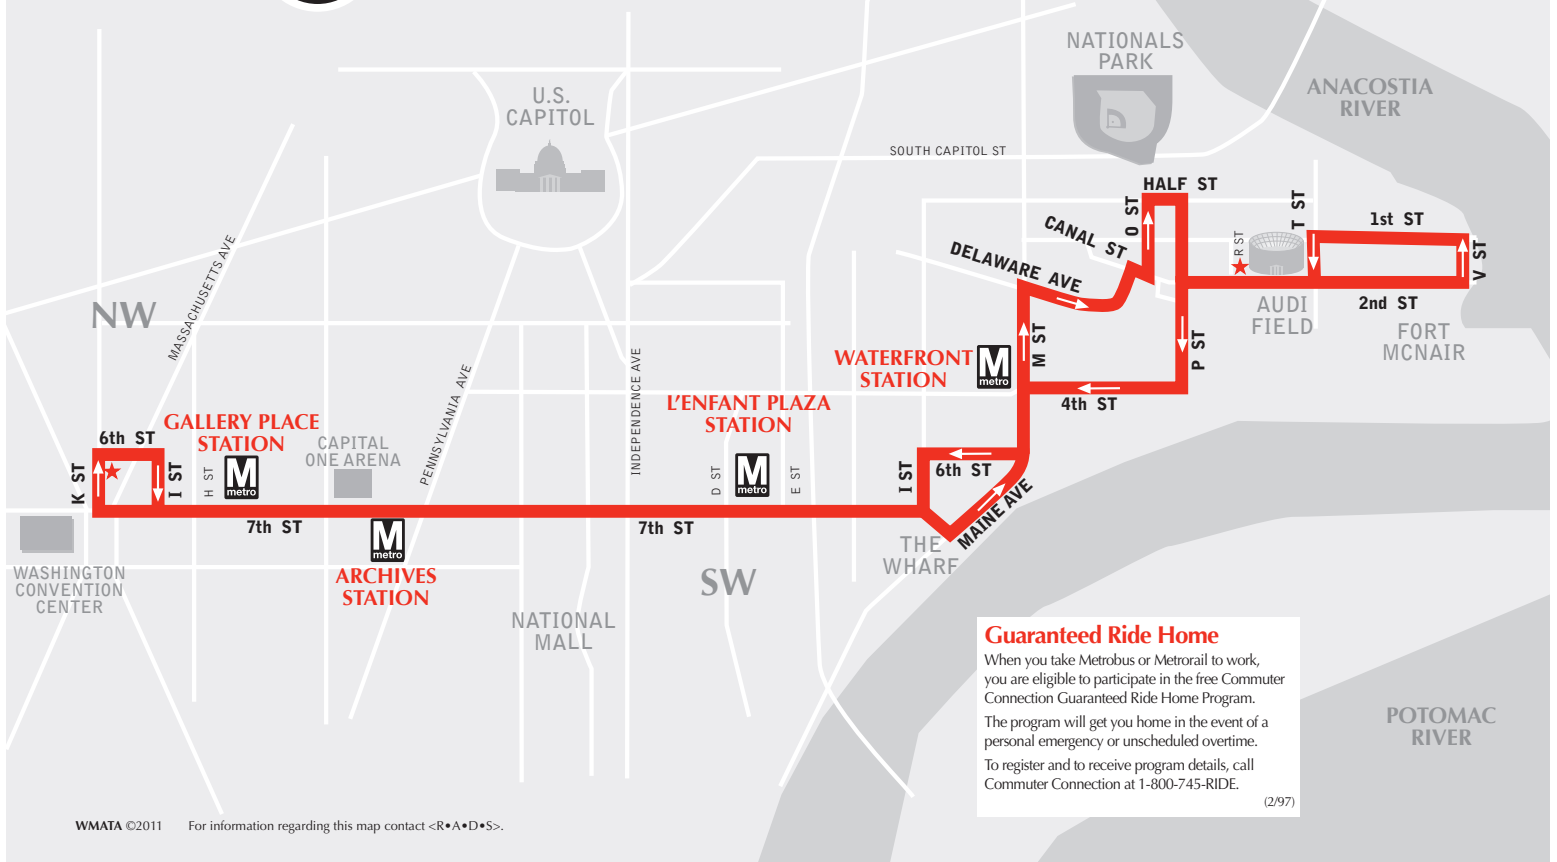 NATIONALS
PARK
ANACOSTIA
RIVER
U.S.
CAPITOL
SOUTH CAPITOL ST
HALF ST
O ST
T ST
1st ST
CANAL ST
R ST
V ST
DELAWARE AVE
MASSACHUSETTS AVE
NW
AUDI
FIELD
2nd ST
FORT
MCNAIR
M ST
P ST
WATERFRONT
STATION
M
metro
INDEPENDENCE AVE
PENNSYLVANIA AVE
L'ENFANT PLAZA
STATION
4th ST
GALLERY PLACE
STATION
6th ST
CAPITAL
ONE ARENA
K ST
I ST
H ST
M
metro
D ST
M
metro
E ST
I ST
6th ST
MAINE AVE
7th ST
M
metro
7th ST
THE
WHARF
WASHINGTON
CONVENTION
CENTER
ARCHIVES
STATION
SW
NATIONAL
MALL
Guaranteed Ride Home
When you take Metrobus or Metrorail to work,
you are eligible to participate in the free Commuter
Connection Guaranteed Ride Home Program.
The program will get you home in the event of a
personal emergency or unscheduled overtime.
To register and to receive program details, call
Commuter Connection at 1-800-745-RIDE.
(2/97)
POTOMAC
RIVER
WMATA ©2011 For information regarding this map contact <R•A•D•S>.